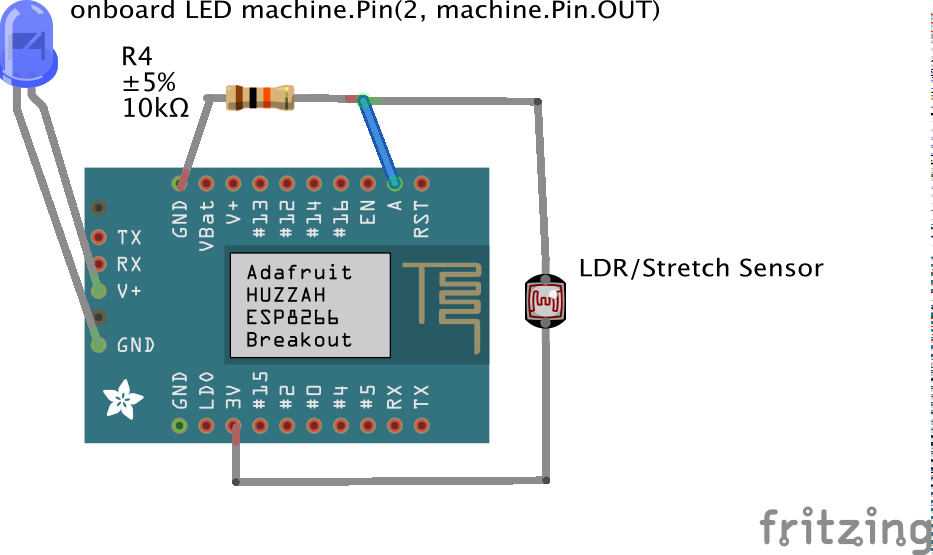 onboard LED machine.Pin(2, machine.Pin.OUT)
R4
±5%
10kΩ
GND VBat V+ #13 #12 #14 #16 EN A RST
TX
RX
V+
GND
LDR/Stretch Sensor
Adafruit
HUZZAH
ESP8266
Breakout
GND LDO 3V #15 #2 #0 #4 #5 RX TX
fritzing